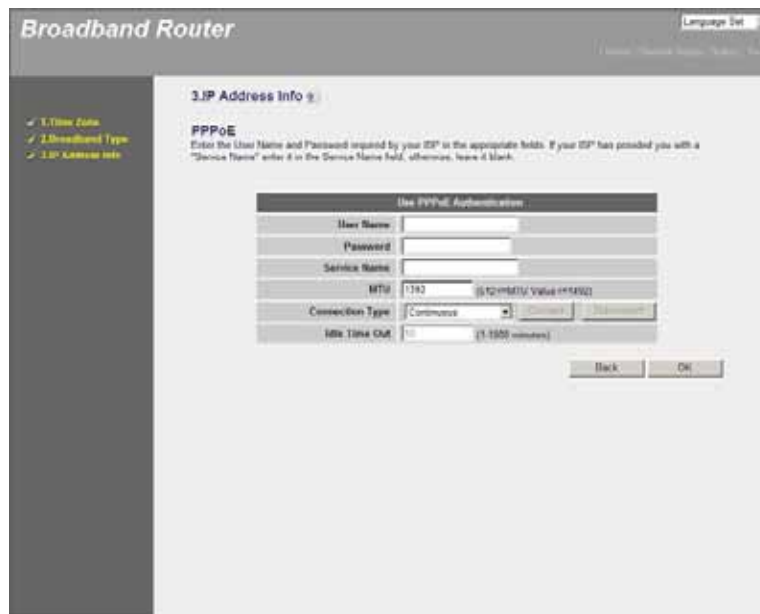 Broadband Router
Language Set
3.IP Address Info
1.Time Zone
2.Broadband Type
3.IP Address Info
PPPoE
Enter the User Name and Password required by your ISP in the appropriate fields. If your ISP has provided you with a
"Service Name" enter it in the Service Name field, otherwise, leave it blank.
Use PPPoE Authentication
User Name
Password
Service Name
MTU 1392 (512<=MTU Value<=1492)
Connection Type Continuous Connect Disconnect
Idle Time Out 10 (1-1000 minutes)
Back OK